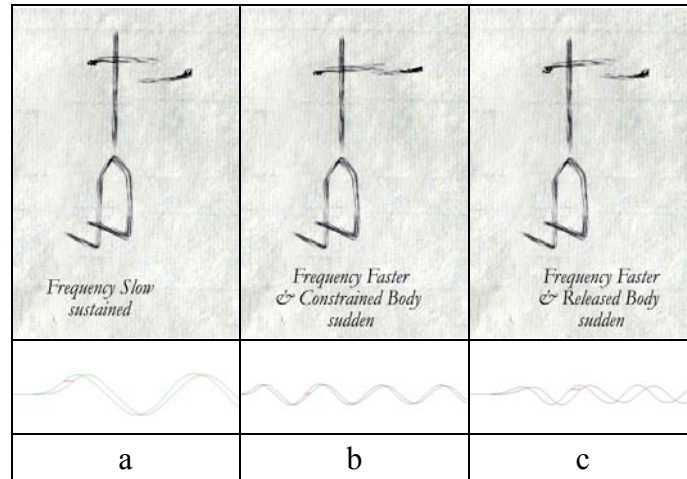 Frequency Slow
sustained
Frequency Faster
& Constrained Body
sudden
Frequency Faster
& Released Body
sudden
a
b
c